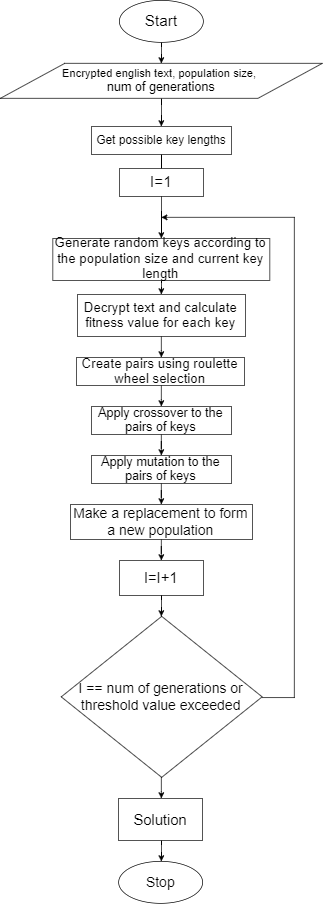 Start
Encrypted english text, population size,
num of generations
Get possible key lengths
I=1
Generate random keys according to
the population size and current key
length
Decrypt text and calculate
fitness value for each key
Create pairs using roulette
wheel selection
Apply crossover to the
pairs of keys
Apply mutation to the
pairs of keys
Make a replacement to form
a new population
I=I+1
I == num of generations or
threshold value exceeded
Solution
Stop